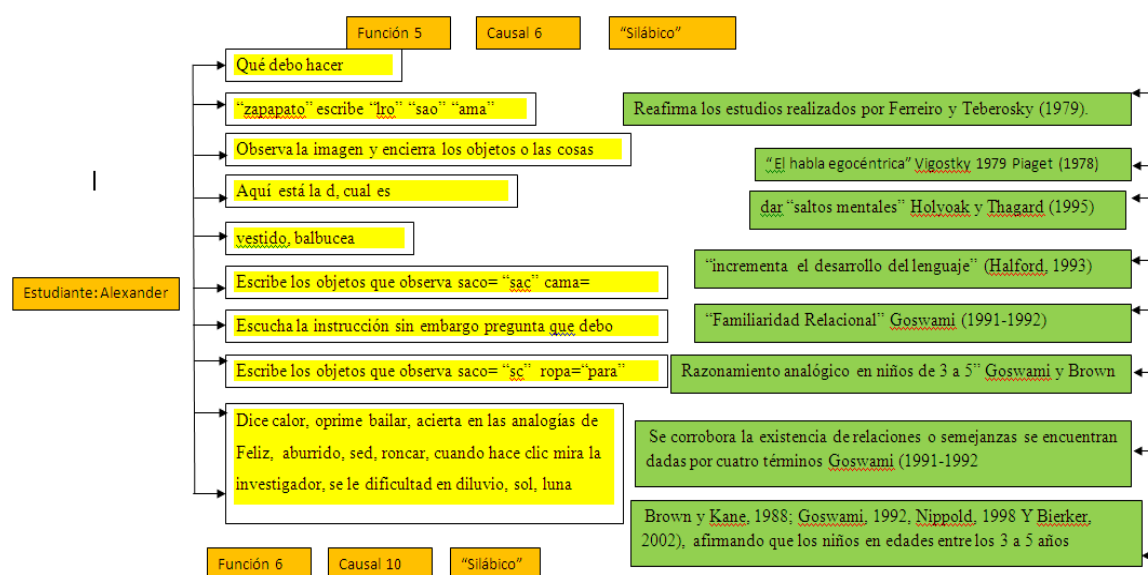 Función 5
Causal 6
“Silábico”
Qué debo hacer
“zapapato” escribe “lro” “sao” “ama”
Observa la imagen y encierra los objetos o las cosas
Aquí está la d, cual es
vestido, balbucea
Estudiante: Alexander
Escribe los objetos que observa saco= “sac” cama=
Escucha la instrucción sin embargo pregunta que debo
Escribe los objetos que observa saco= “sc” ropa=“para”
Dice calor, oprime bailar, acierta en las analogías de
Feliz, aburrido, sed, roncar, cuando hace clic mira la
investigador, se le dificultad en diluvio, sol, luna
Reafirma los estudios realizados por Ferreiro y Teberosky (1979).
“El habla egocéntrica” Vigostky 1979 Piaget (1978)
dar “saltos mentales” Holyoak y Thagard (1995)
“incrementa el desarrollo del lenguaje” (Halford, 1993)
“Familiaridad Relacional” Goswami (1991-1992)
Razonamiento analógico en niños de 3 a 5” Goswami y Brown
Se corrobora la existencia de relaciones o semejanzas se encuentran
dadas por cuatro términos Goswami (1991-1992
Brown y Kane, 1988; Goswami, 1992, Nippold, 1998 Y Bierker,
2002), afirmando que los niños en edades entre los 3 a 5 años
Función 6
Causal 10
“Silábico”